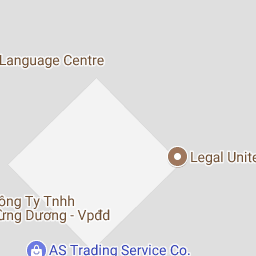 Language Centre
Legal Unite
ông Ty Tnhh
ừng Dương - Vpđd
AS Trading Service Co.